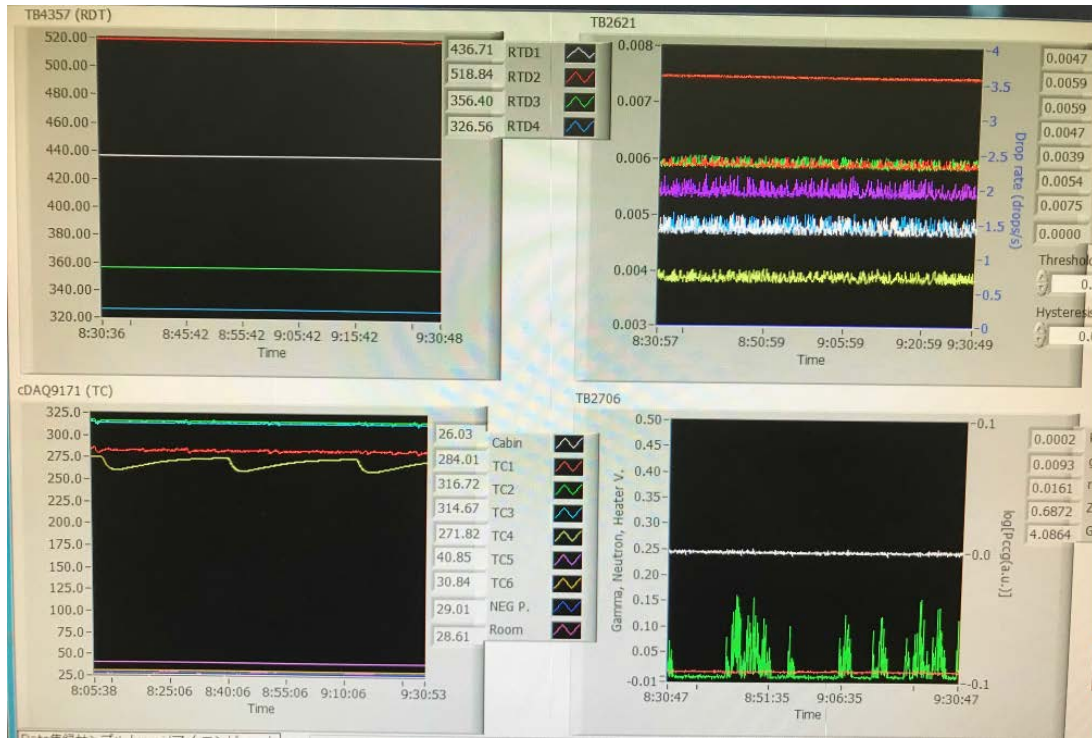 TB4357 (RDT)
520.00
500.00
480.00
460.00
440.00
420.00
400.00
380.00
360.00
340.00
320.00
8:30:36 8:45:42 8:55:42 9:05:42 9:15:42 9:30:48
Time
436.71 RTD1
518.84 RTD2
356.40 RTD3
326.56 RTD4
TB2621
0.008
0.007
0.006
0.005
0.004
0.003
8:30:57 8:50:59 9:05:59 9:20:59 9:30:49
Time
4
3.5
3
2.5
2
1.5
1
0.5
0
Drop rate (drops/s)
0.0047
0.0059
0.0059
0.0047
0.0039
0.0054
0.0075
0.0000
Threshold
0.
Hysteresis
0.0
cDAQ9171 (TC)
325.0
300.0
275.0
250.0
225.0
200.0
175.0
150.0
125.0
100.0
75.0
50.0
25.0
8:05:38 8:25:06 8:40:06 8:55:06 9:10:06 9:30:53
Time
26.03 Cabin
284.01 TC1
316.72 TC2
314.67 TC3
271.82 TC4
40.85 TC5
30.84 TC6
29.01 NEG P.
28.61 Room
TB2706
Gamma, Neutron, Heater V.
0.50
0.45
0.40
0.35
0.30
0.25
0.20
0.15
0.10
0.05
-0.01
8:30:47 8:51:35 9:06:35 9:30:47
Time
0.1
0.0
-0.1
log[Pccg(a.u.)]
0.0002
0.0093
0.0161
0.6872
4.0864